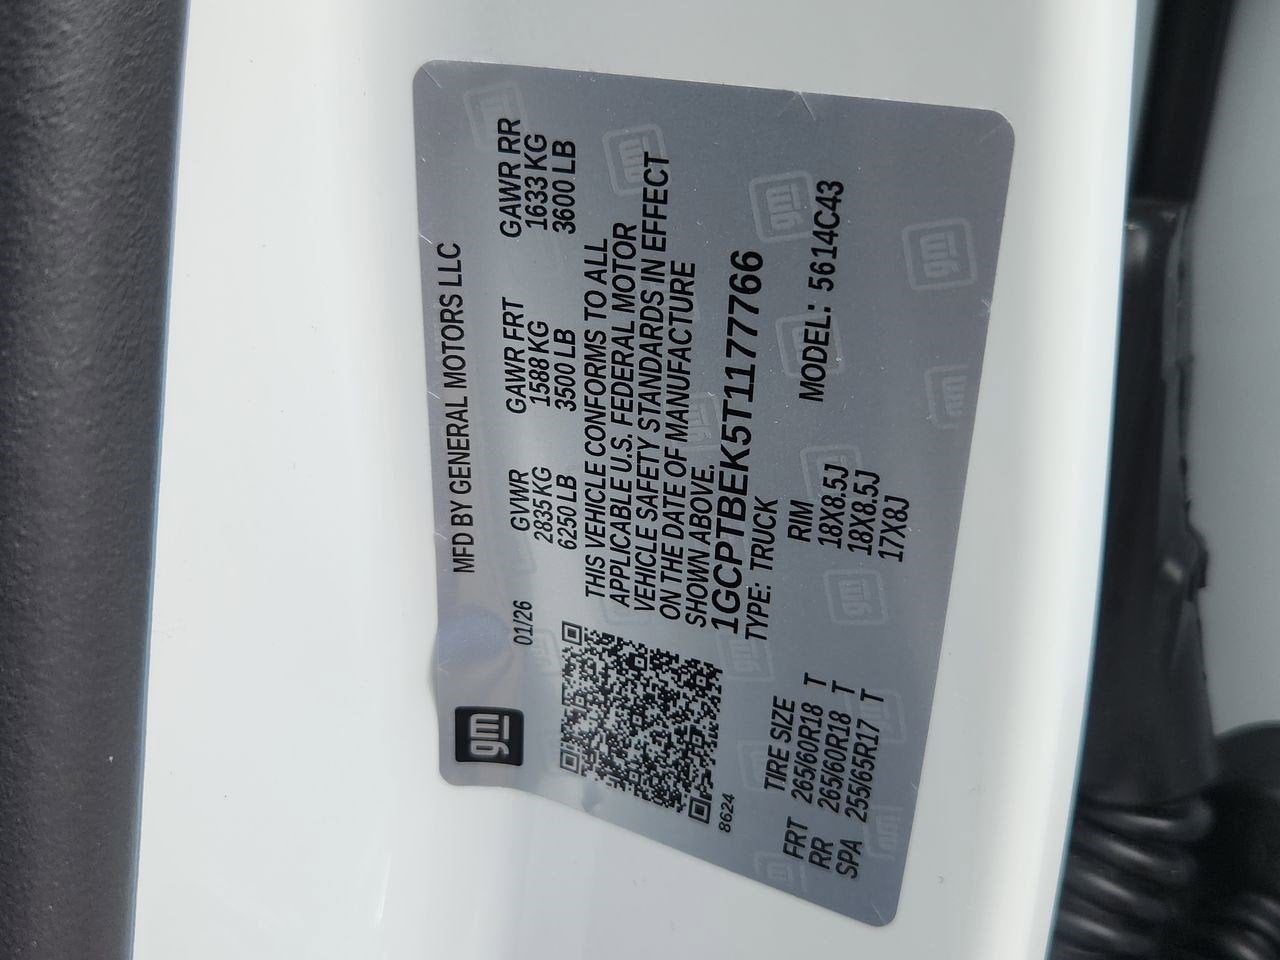 gm
MFD BY GENERAL MOTORS LLC
01/26
GVWR GAWR FRT GAWR RR
2835 KG 1588 KG 1633 KG
6250 LB 3500 LB 3600 LB
THIS VEHICLE CONFORMS TO ALL
APPLICABLE U.S. FEDERAL MOTOR
VEHICLE SAFETY STANDARDS IN EFFECT
ON THE DATE OF MANUFACTURE
SHOWN ABOVE.
1GCPTBEK5T1177766
8624
TYPE: TRUCK MODEL: 5614C43
TIRE SIZE RIM
FRT 265/60R18 T 18X8.5J
RR 265/60R18 T 18X8.5J
SPA 255/65R17 T 17X8J